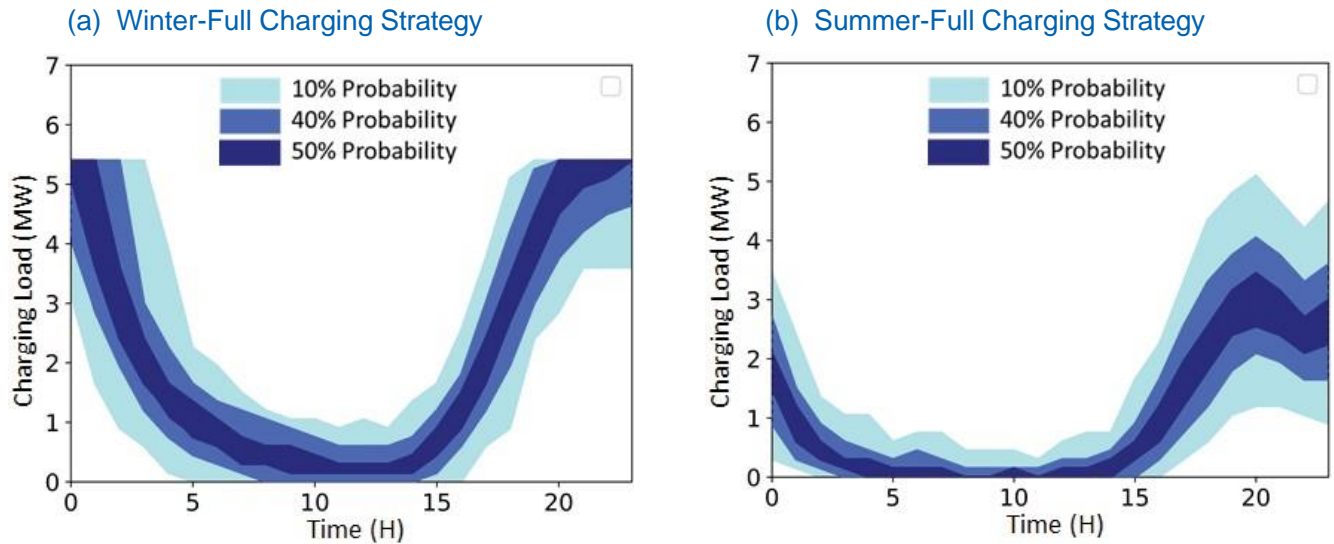 (a) Winter-Full Charging Strategy
7
6
5
4
3
2
1
0
Charging Load (MW)
10% Probability
40% Probability
50% Probability
0 5 10 15 20
Time (H)
(b) Summer-Full Charging Strategy
7
6
5
4
3
2
1
0
Charging Load (MW)
10% Probability
40% Probability
50% Probability
0 5 10 15 20
Time (H)